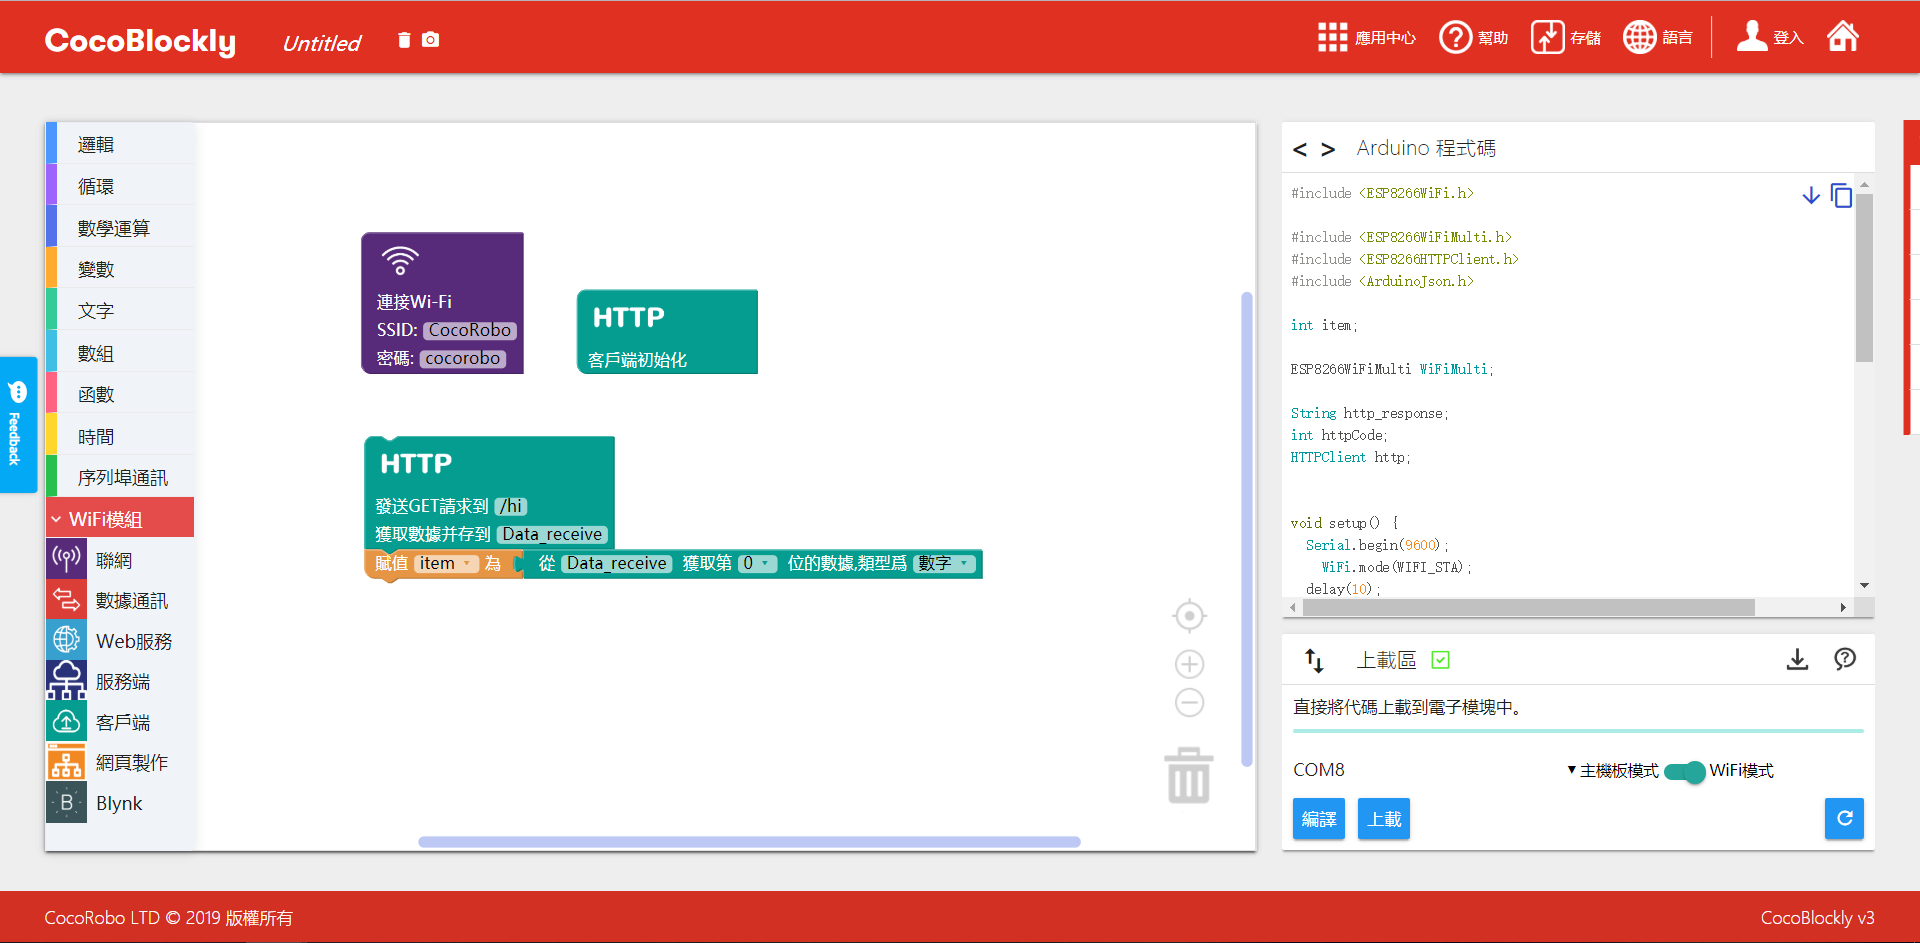 CocoBlockly
Untitled
應用中心
幫助
存儲
語言
登入
邏輯
循環
數學運算
變數
文字
數組
函數
時間
序列埠通訊
WiFi模組
聯網
數據通訊
Web服務
服務端
客戶端
網頁製作
B Blynk
Feedback
連接Wi-Fi
SSID: CocoRobo
密碼: cocorobo
HTTP
客戶端初始化
HTTP
發送GET請求到 /hi
獲取數據并存到 Data_receive
賦值 item 為 從 Data_receive 獲取第 0 位的數據,類型爲 數字
< > Arduino 程式碼
#include <ESP8266WiFi.h>
#include <ESP8266WiFiMulti.h>
#include <ESP8266HTTPClient.h>
#include <ArduinoJson.h>
int item;
ESP8266WiFiMulti WiFiMulti;
String http_response;
int httpCode;
HTTPClient http;
void setup() {
Serial.begin(9600);
WiFi.mode(WIFI_STA);
delay(10);
上載區
直接將代碼上載到電子模塊中。
COM8
主機板模式
WiFi模式
編譯
上載
CocoRobo LTD © 2019 版權所有
CocoBlockly v3